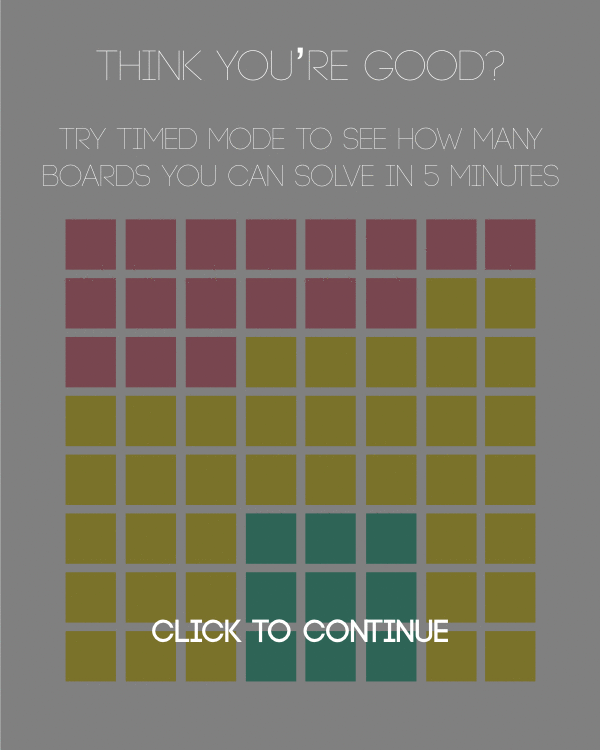 THINK YOU'RE GOOD?
TRY TIMED MODE TO SEE HOW MANY
BOARDS YOU CAN SOLVE IN 5 MINUTES
CLICK TO CONTINUE